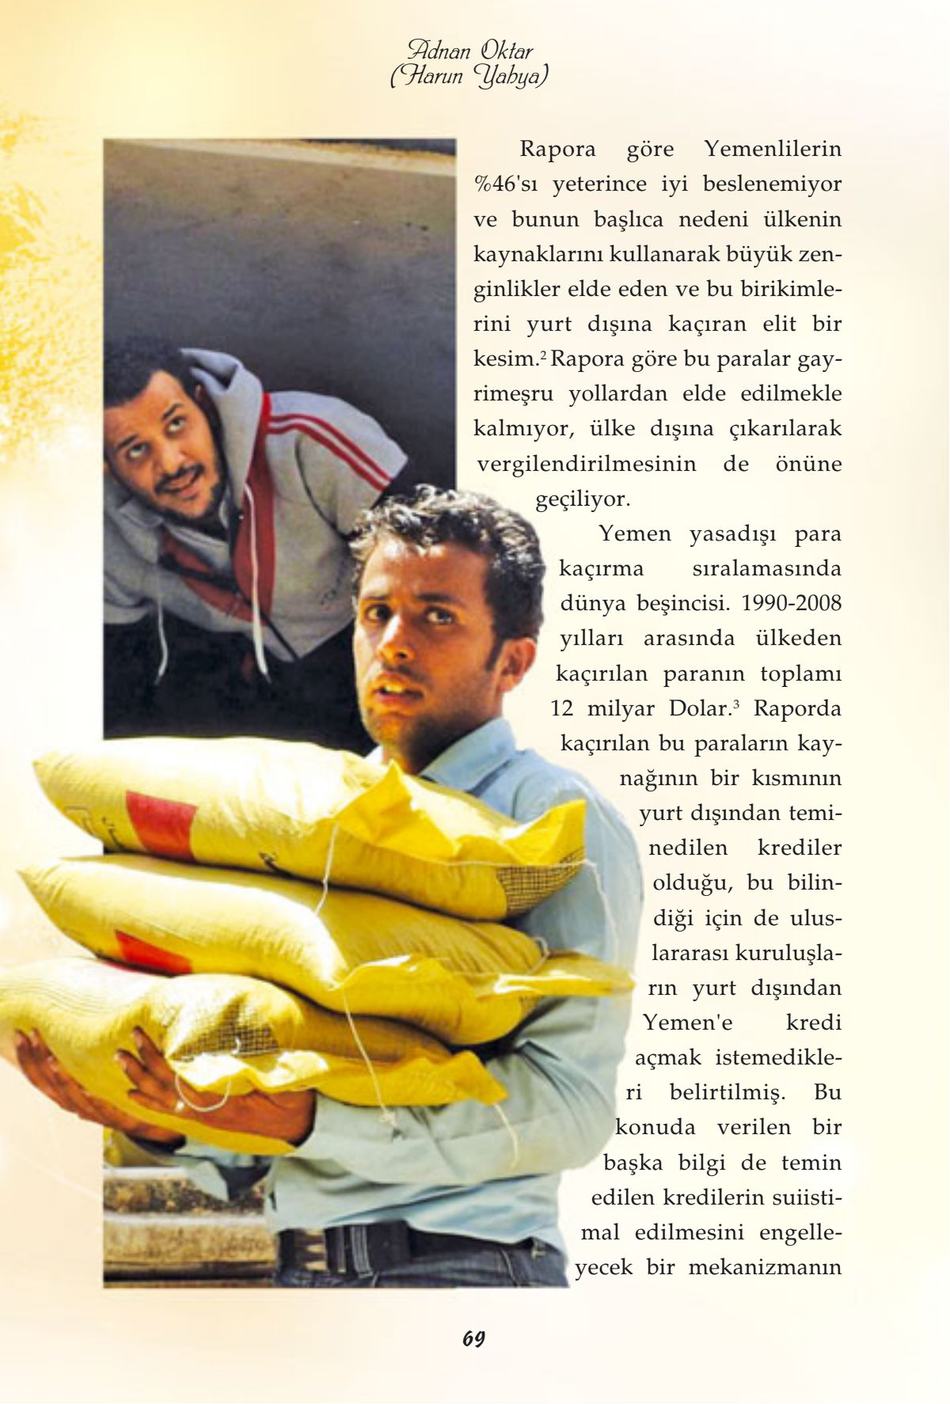 Adnan Oktar
(Harun Yahya)
Rapora göre Yemenlilerin
%46'sı yeterince iyi beslenemiyor
ve bunun başlıca nedeni ülkenin
kaynaklarını kullanarak büyük zen-
ginlikler elde eden ve bu birikimle-
rini yurt dışına kaçıran elit bir
kesim.² Rapora göre bu paralar gay-
rimeşru yollardan elde edilmekle
kalmıyor, ülke dışına çıkarılarak
vergilendirilmesinin de önüne
geçiliyor.
Yemen yasadışı para
kaçırma sıralamasında
dünya beşincisi. 1990-2008
yılları arasında ülkeden
kaçırılan paranın toplamı
12 milyar Dolar.³ Raporda
kaçırılan bu paraların kay-
nağının bir kısmının
yurt dışından temi-
nedilen krediler
olduğu, bu bilin-
diği için de ulus-
lararası kuruluşla-
rın yurt dışından
Yemen'e kredi
açmak istemedikle-
ri belirtilmiş. Bu
konuda verilen bir
başka bilgi de temin
edilen kredilerin suiisti-
mal edilmesini engelle-
yecek bir mekanizmanın
69